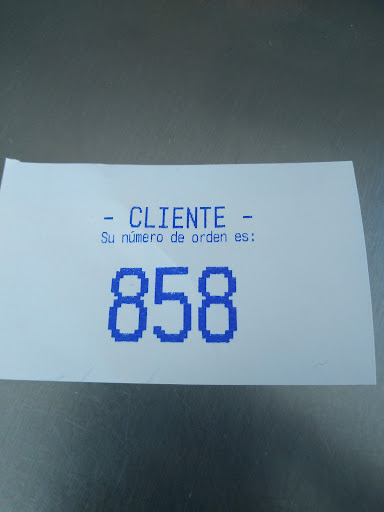 - CLIENTE -
Su número de orden es:
858